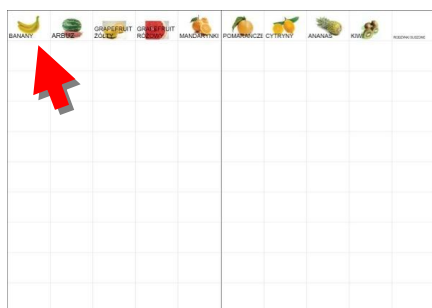 BANANY
ARBUZ
GRAPEFRUIT
ŻÓŁTY
GRAPEFRUIT
RÓŻOWY
MANDARYNKI
POMARAŃCZE
CYTRYNY
ANANAS
KIWI